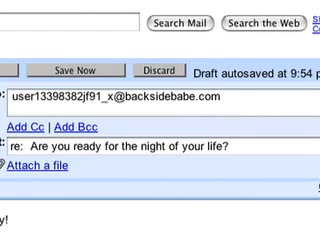 Search Mail Search the Web
Save Now Discard Draft autosaved at 9:54 p
user13398382jf91_x@backsidebabe.com
Add Cc | Add Bcc
re: Are you ready for the night of your life?
Attach a file
y!